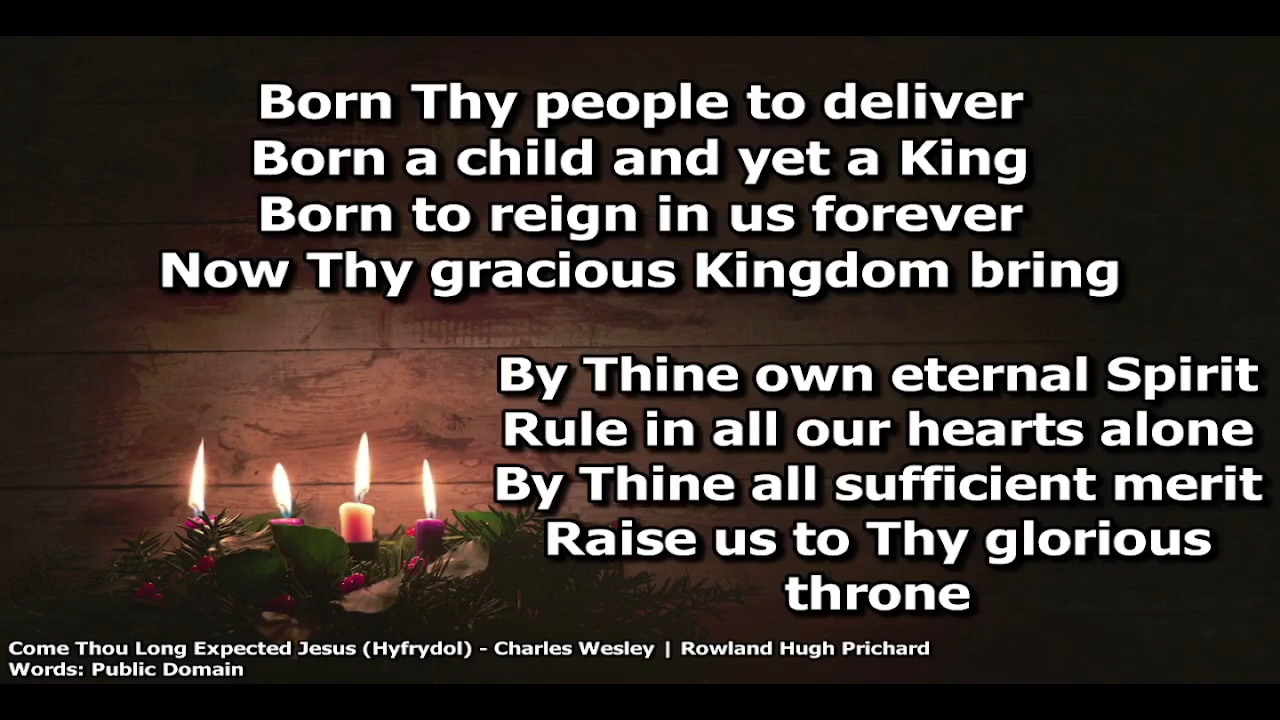 Born Thy people to deliver
Born a child and yet a King
Born to reign in us forever
Now Thy gracious Kingdom bring
By Thine own eternal Spirit
Rule in all our hearts alone
By Thine all sufficient merit
Raise us to Thy glorious
throne
Come Thou Long Expected Jesus (Hyfrydol) - Charles Wesley | Rowland Hugh Prichard
Words: Public Domain